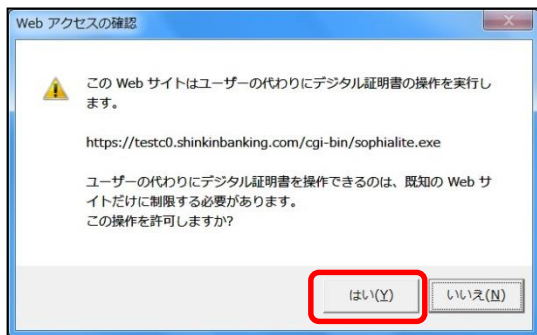 Web アクセスの確認
この Web サイトはユーザーの代わりにデジタル証明書の操作を実行し
ます。
https://testc0.shinkinbanking.com/cgi-bin/sophialite.exe
ユーザーの代わりにデジタル証明書を操作できるのは、既知の Web サ
イトだけに制限する必要があります。
この操作を許可しますか?
はい(Y)
いいえ(N)